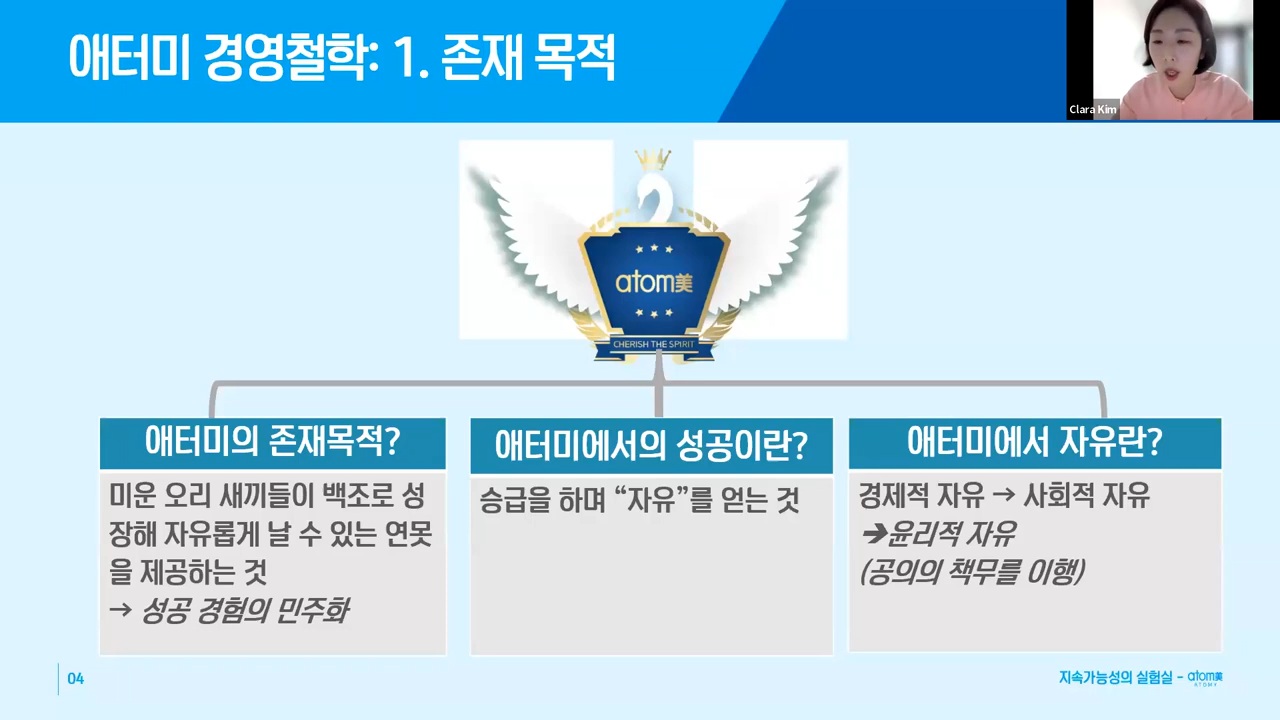 애터미 경영철학: 1. 존재 목적
Clara Kim
atom美
CHERISH THE SPIRIT
애터미의 존재목적?
미운 오리 새끼들이 백조로 성
장해 자유롭게 날 수 있는 연못
을 제공하는 것
→ 성공 경험의 민주화
애터미에서의 성공이란?
승급을 하며 “자유”를 얻는 것
애터미에서 자유란?
경제적 자유 → 사회적 자유
➔윤리적 자유
(공의의 책무를 이행)
04
지속가능성의 실험실 - atom美
ATOMY